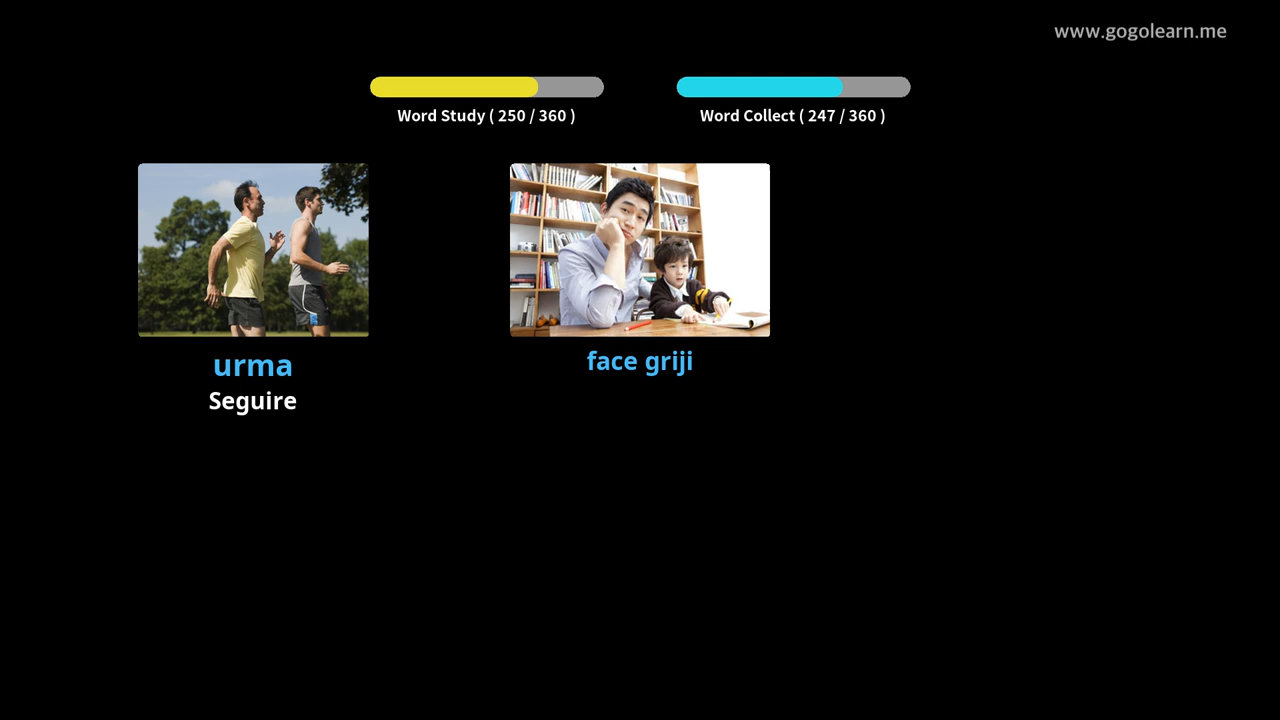 www.gogolearn.me
Word Study ( 250 / 360 )
Word Collect ( 247 / 360 )
urma
Seguire
face griji